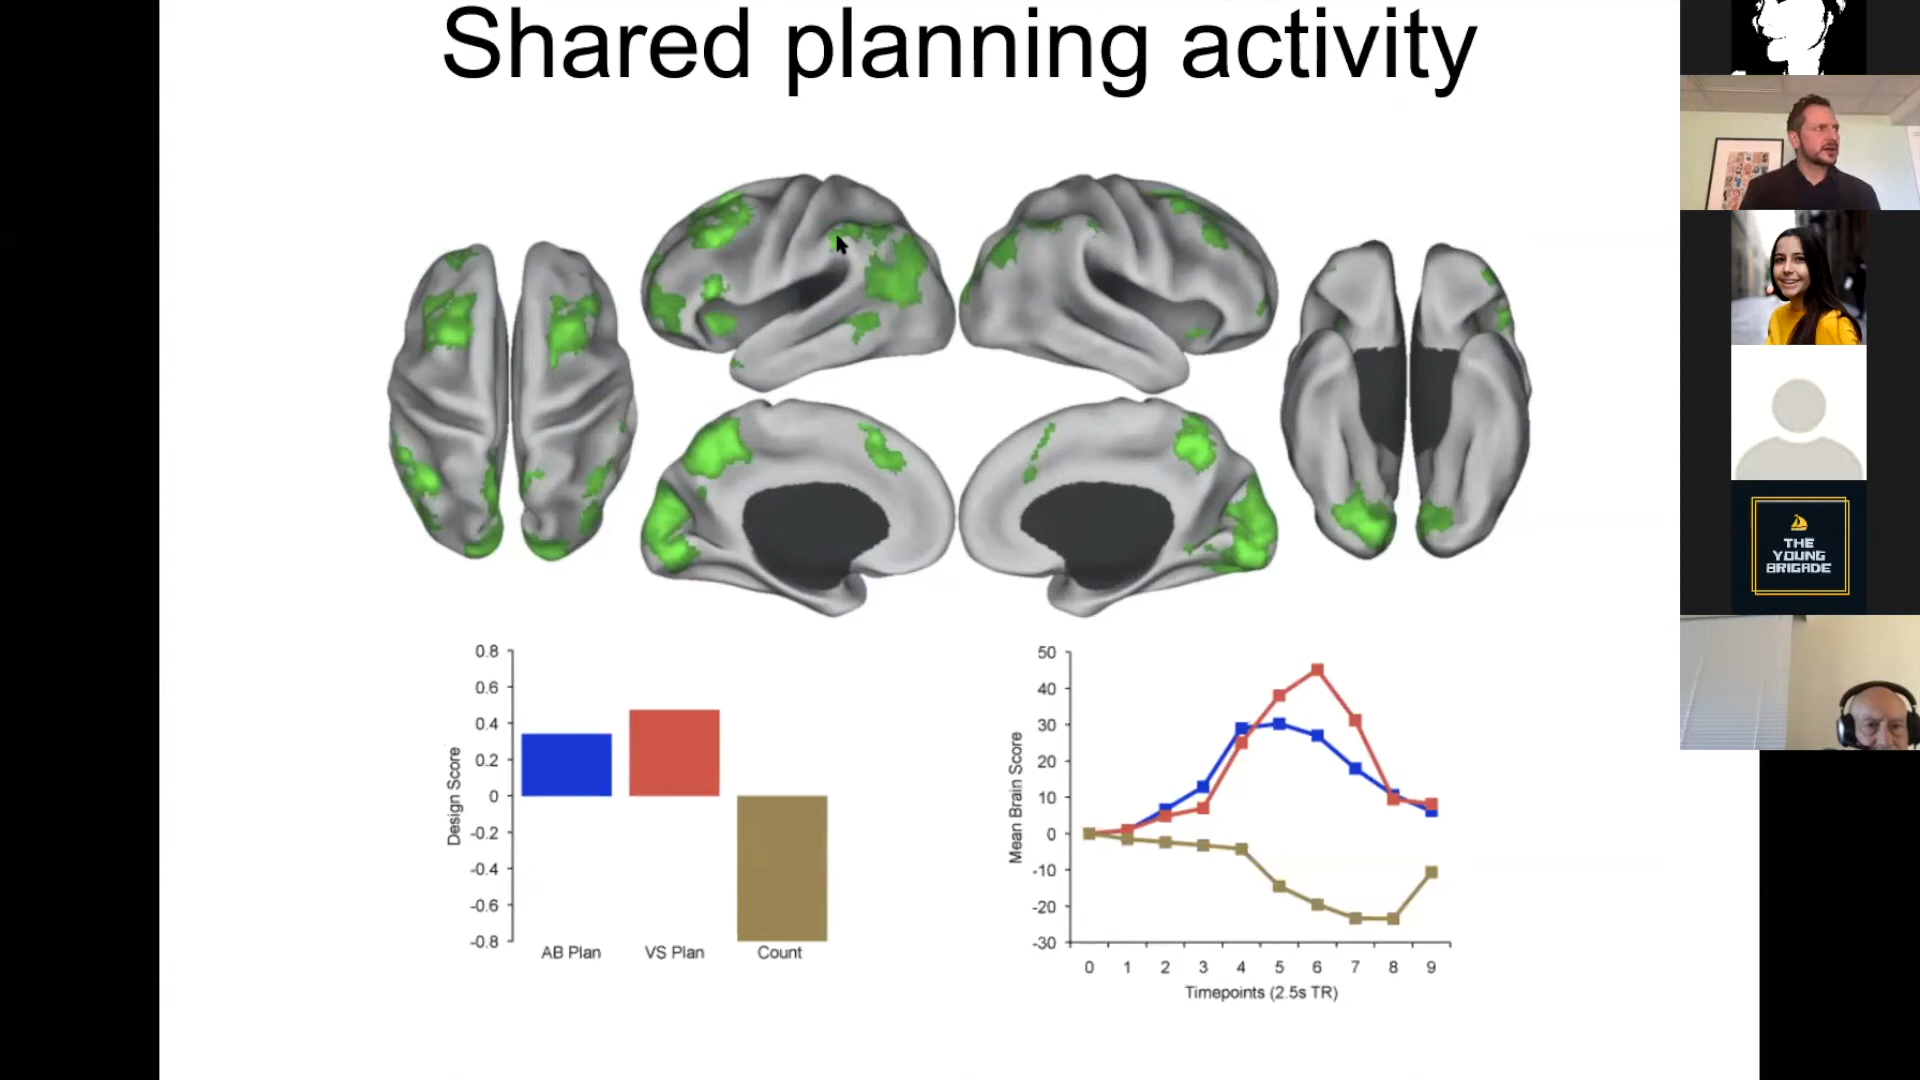 Shared planning activity
THE
YOUNG
BRIGADE
0.8
0.6
0.4
0.2
0
-0.2
-0.4
-0.6
-0.8
Design Score
AB Plan VS Plan Count
50
40
30
20
10
0
-10
-20
-30
Mean Brain Score
0 1 2 3 4 5 6 7 8 9
Timepoints (2.5s TR)